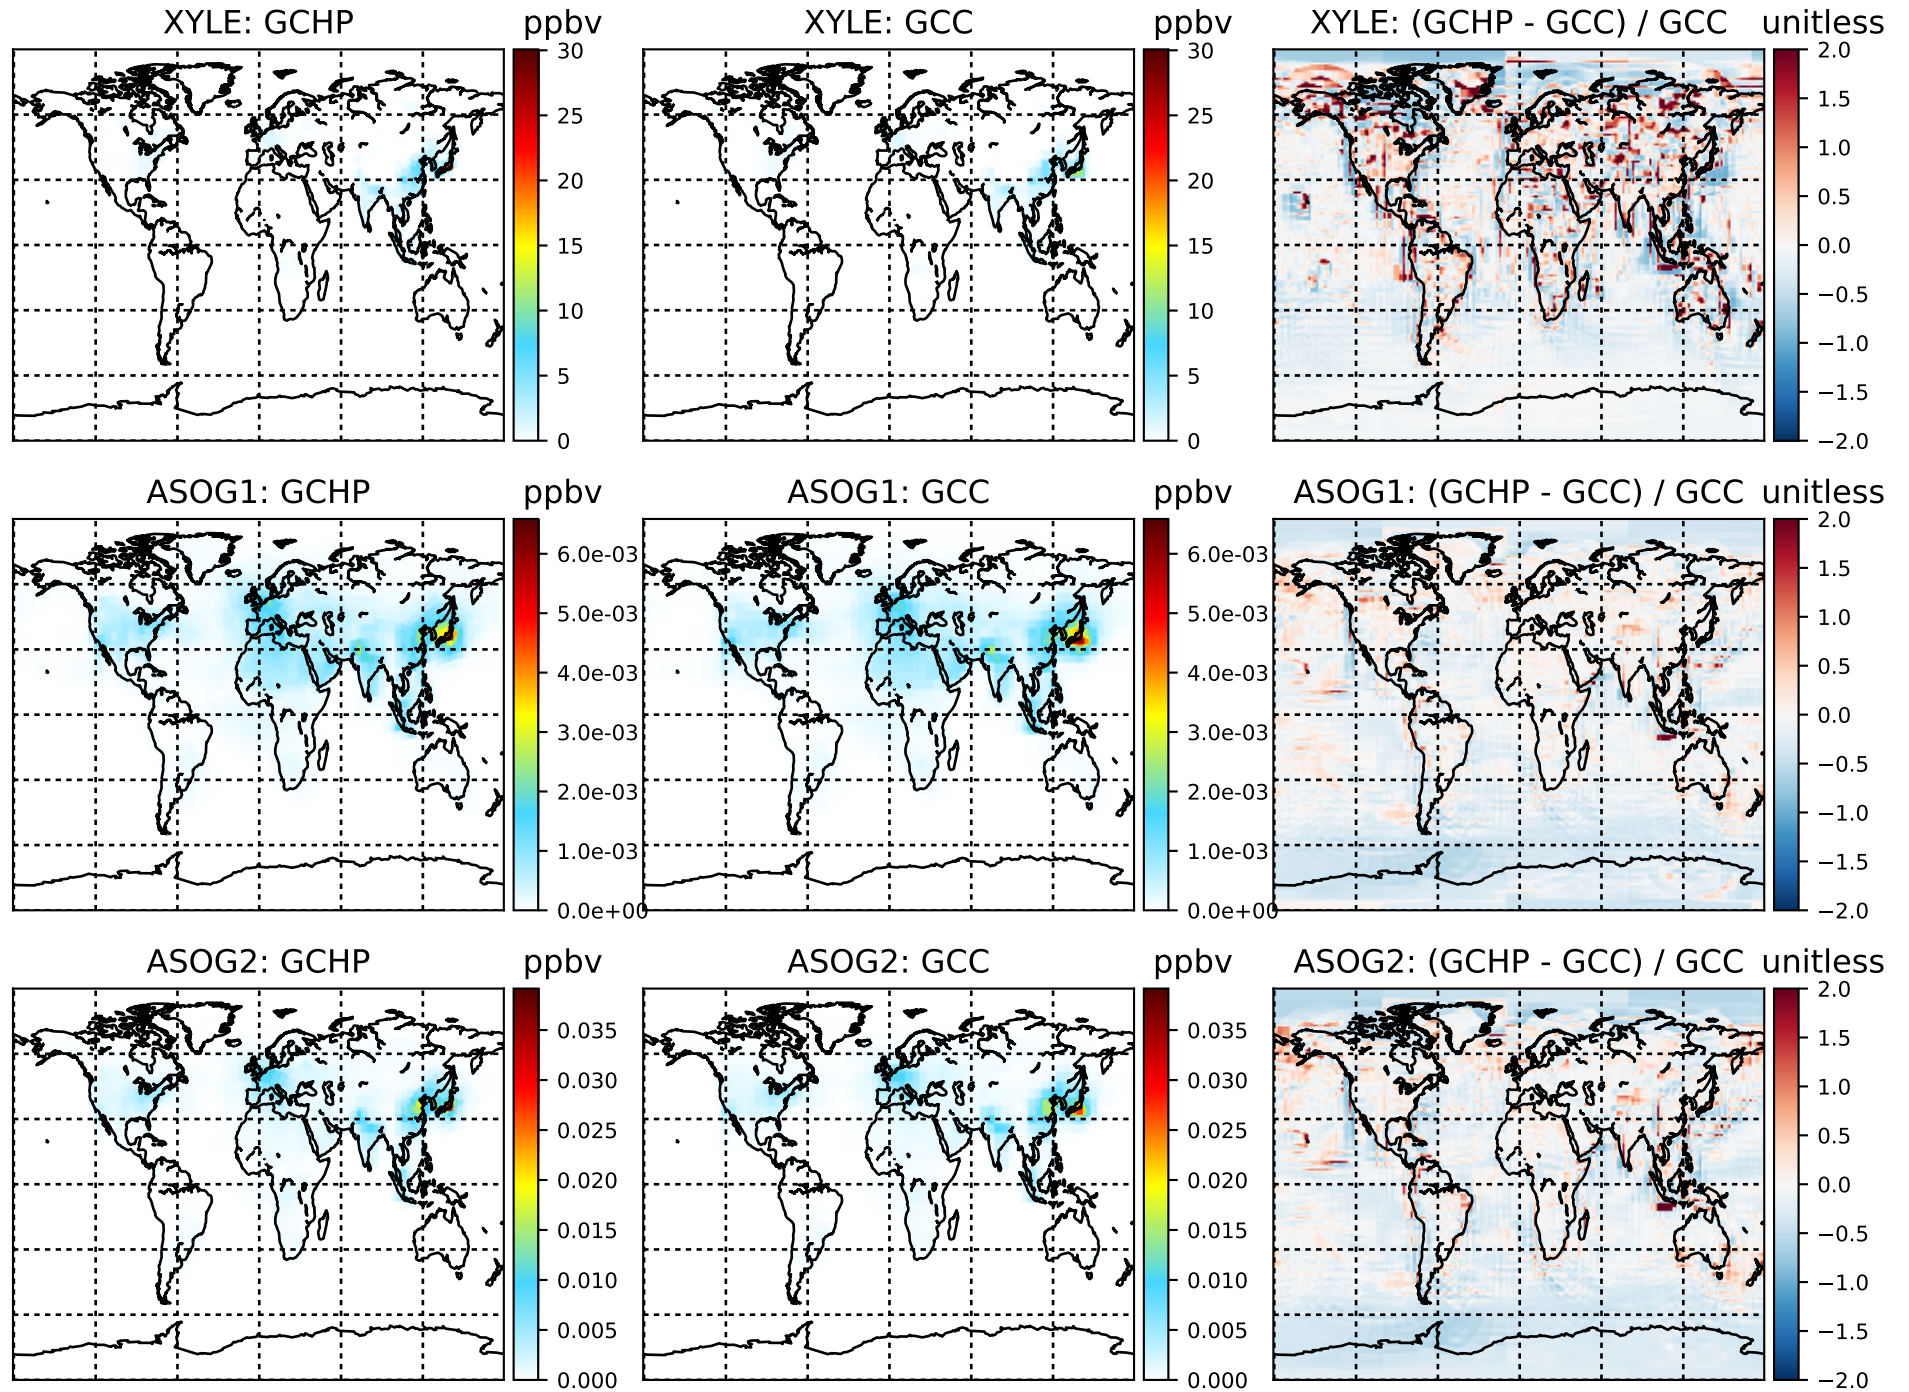 XYLE: GCHP ppbv XYLE: GCC ppbv XYLE: (GCHP - GCC) / GCC unitless
30 30 2.0
25 25 1.5
20 20 1.0
15 15 0.5
10 10 0.0
5 5 −0.5
0 0 −1.0
−1.5
−2.0
ASOG1: GCHP ppbv ASOG1: GCC ppbv ASOG1: (GCHP - GCC) / GCC unitless
6.0e-03 6.0e-03 2.0
5.0e-03 5.0e-03 1.5
4.0e-03 4.0e-03 1.0
3.0e-03 3.0e-03 0.5
2.0e-03 2.0e-03 0.0
1.0e-03 1.0e-03 −0.5
0.0e+00 0.0e+00 −1.0
−1.5
−2.0
ASOG2: GCHP ppbv ASOG2: GCC ppbv ASOG2: (GCHP - GCC) / GCC unitless
0.035 0.035 2.0
0.030 0.030 1.5
0.025 0.025 1.0
0.020 0.020 0.5
0.015 0.015 0.0
0.010 0.010 −0.5
0.005 0.005 −1.0
0.000 0.000 −1.5
−2.0